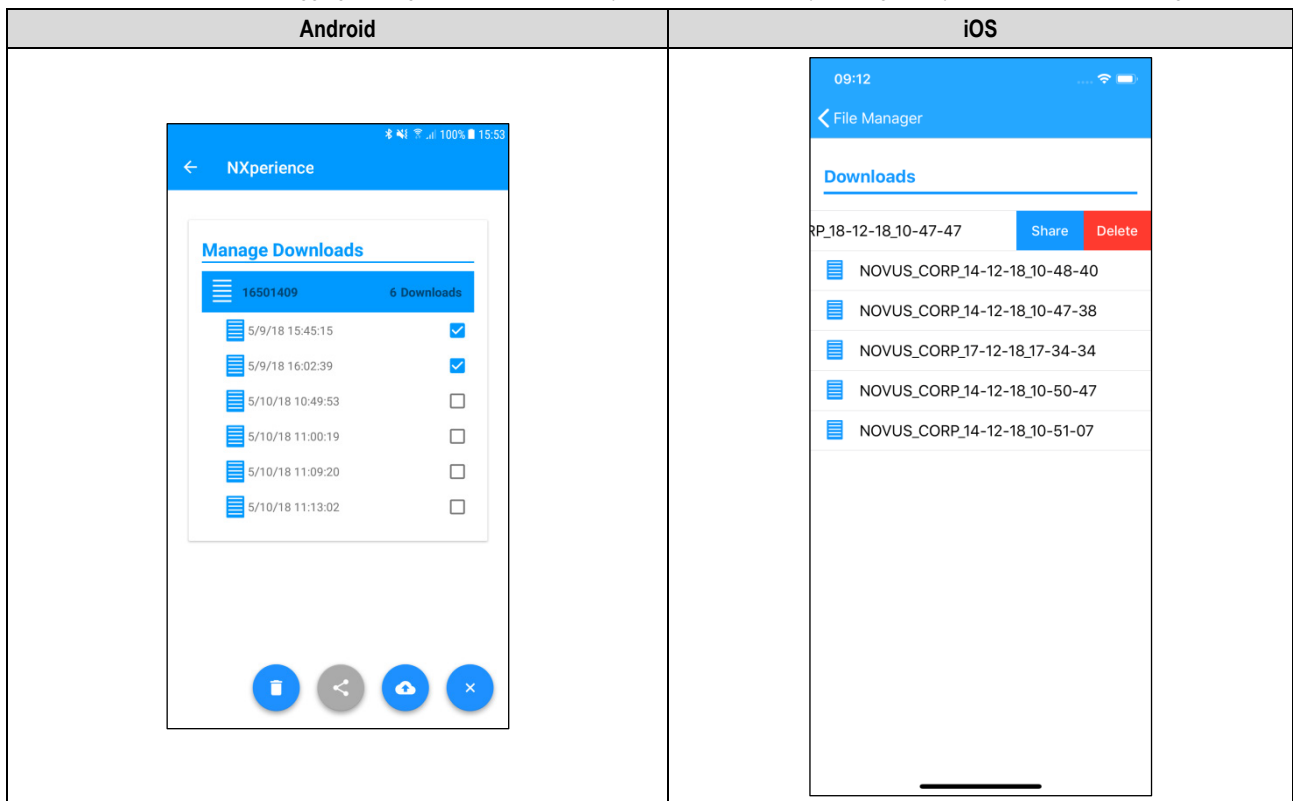 Android
iOS
100% 15:53
NXperience
Manage Downloads
16501409 6 Downloads
5/9/18 15:45:15
5/9/18 16:02:39
5/10/18 10:49:53
5/10/18 11:00:19
5/10/18 11:09:20
5/10/18 11:13:02
09:12
File Manager
Downloads
RP_18-12-18_10-47-47 Share Delete
NOVUS_CORP_14-12-18_10-48-40
NOVUS_CORP_14-12-18_10-47-38
NOVUS_CORP_17-12-18_17-34-34
NOVUS_CORP_14-12-18_10-50-47
NOVUS_CORP_14-12-18_10-51-07